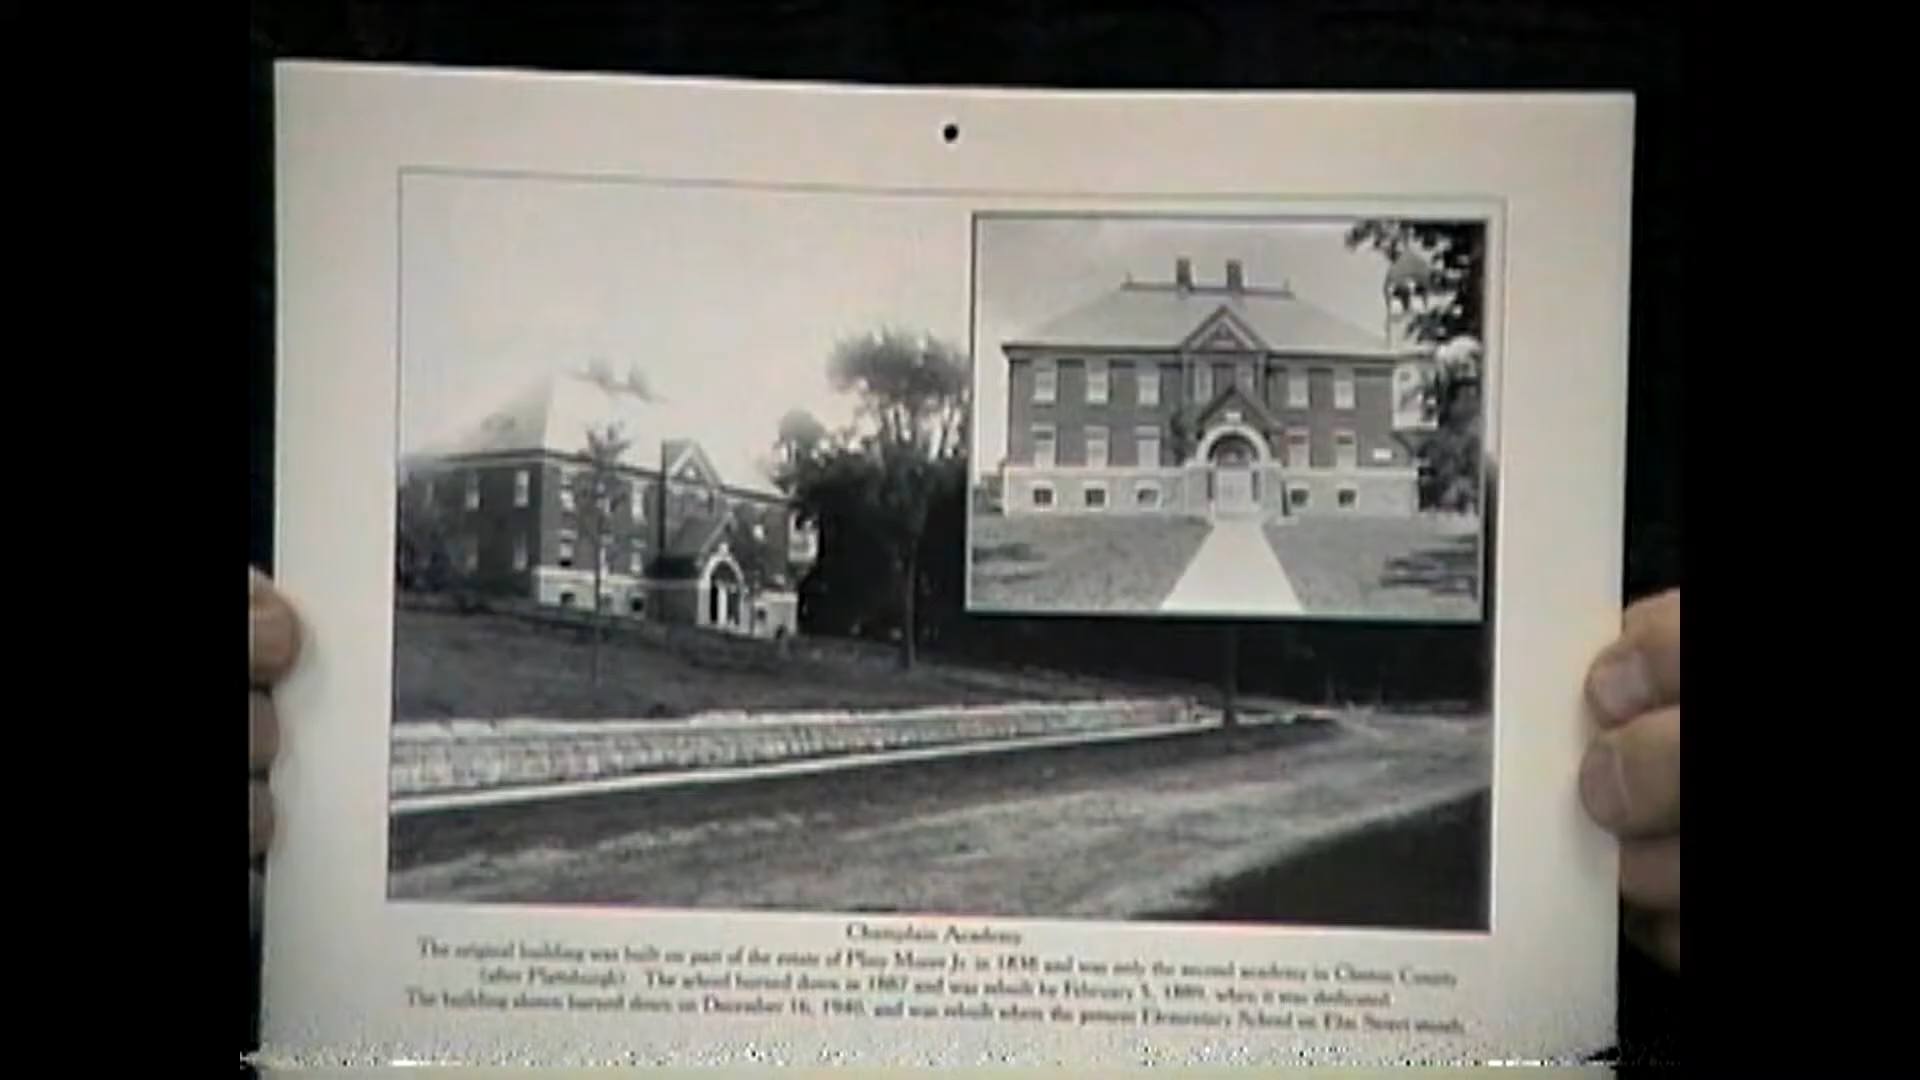 Champlain Academy
The original building was built on part of the estate of Pliny Moore Jr. in 1838 and was only the second academy in Clinton County
(after Plattsburgh). The school burned down in 1887 and was rebuilt by February 5, 1889, when it was dedicated.
The building shown burned down on December 16, 1940, and was rebuilt where the present Elementary School on Elm Street stands.